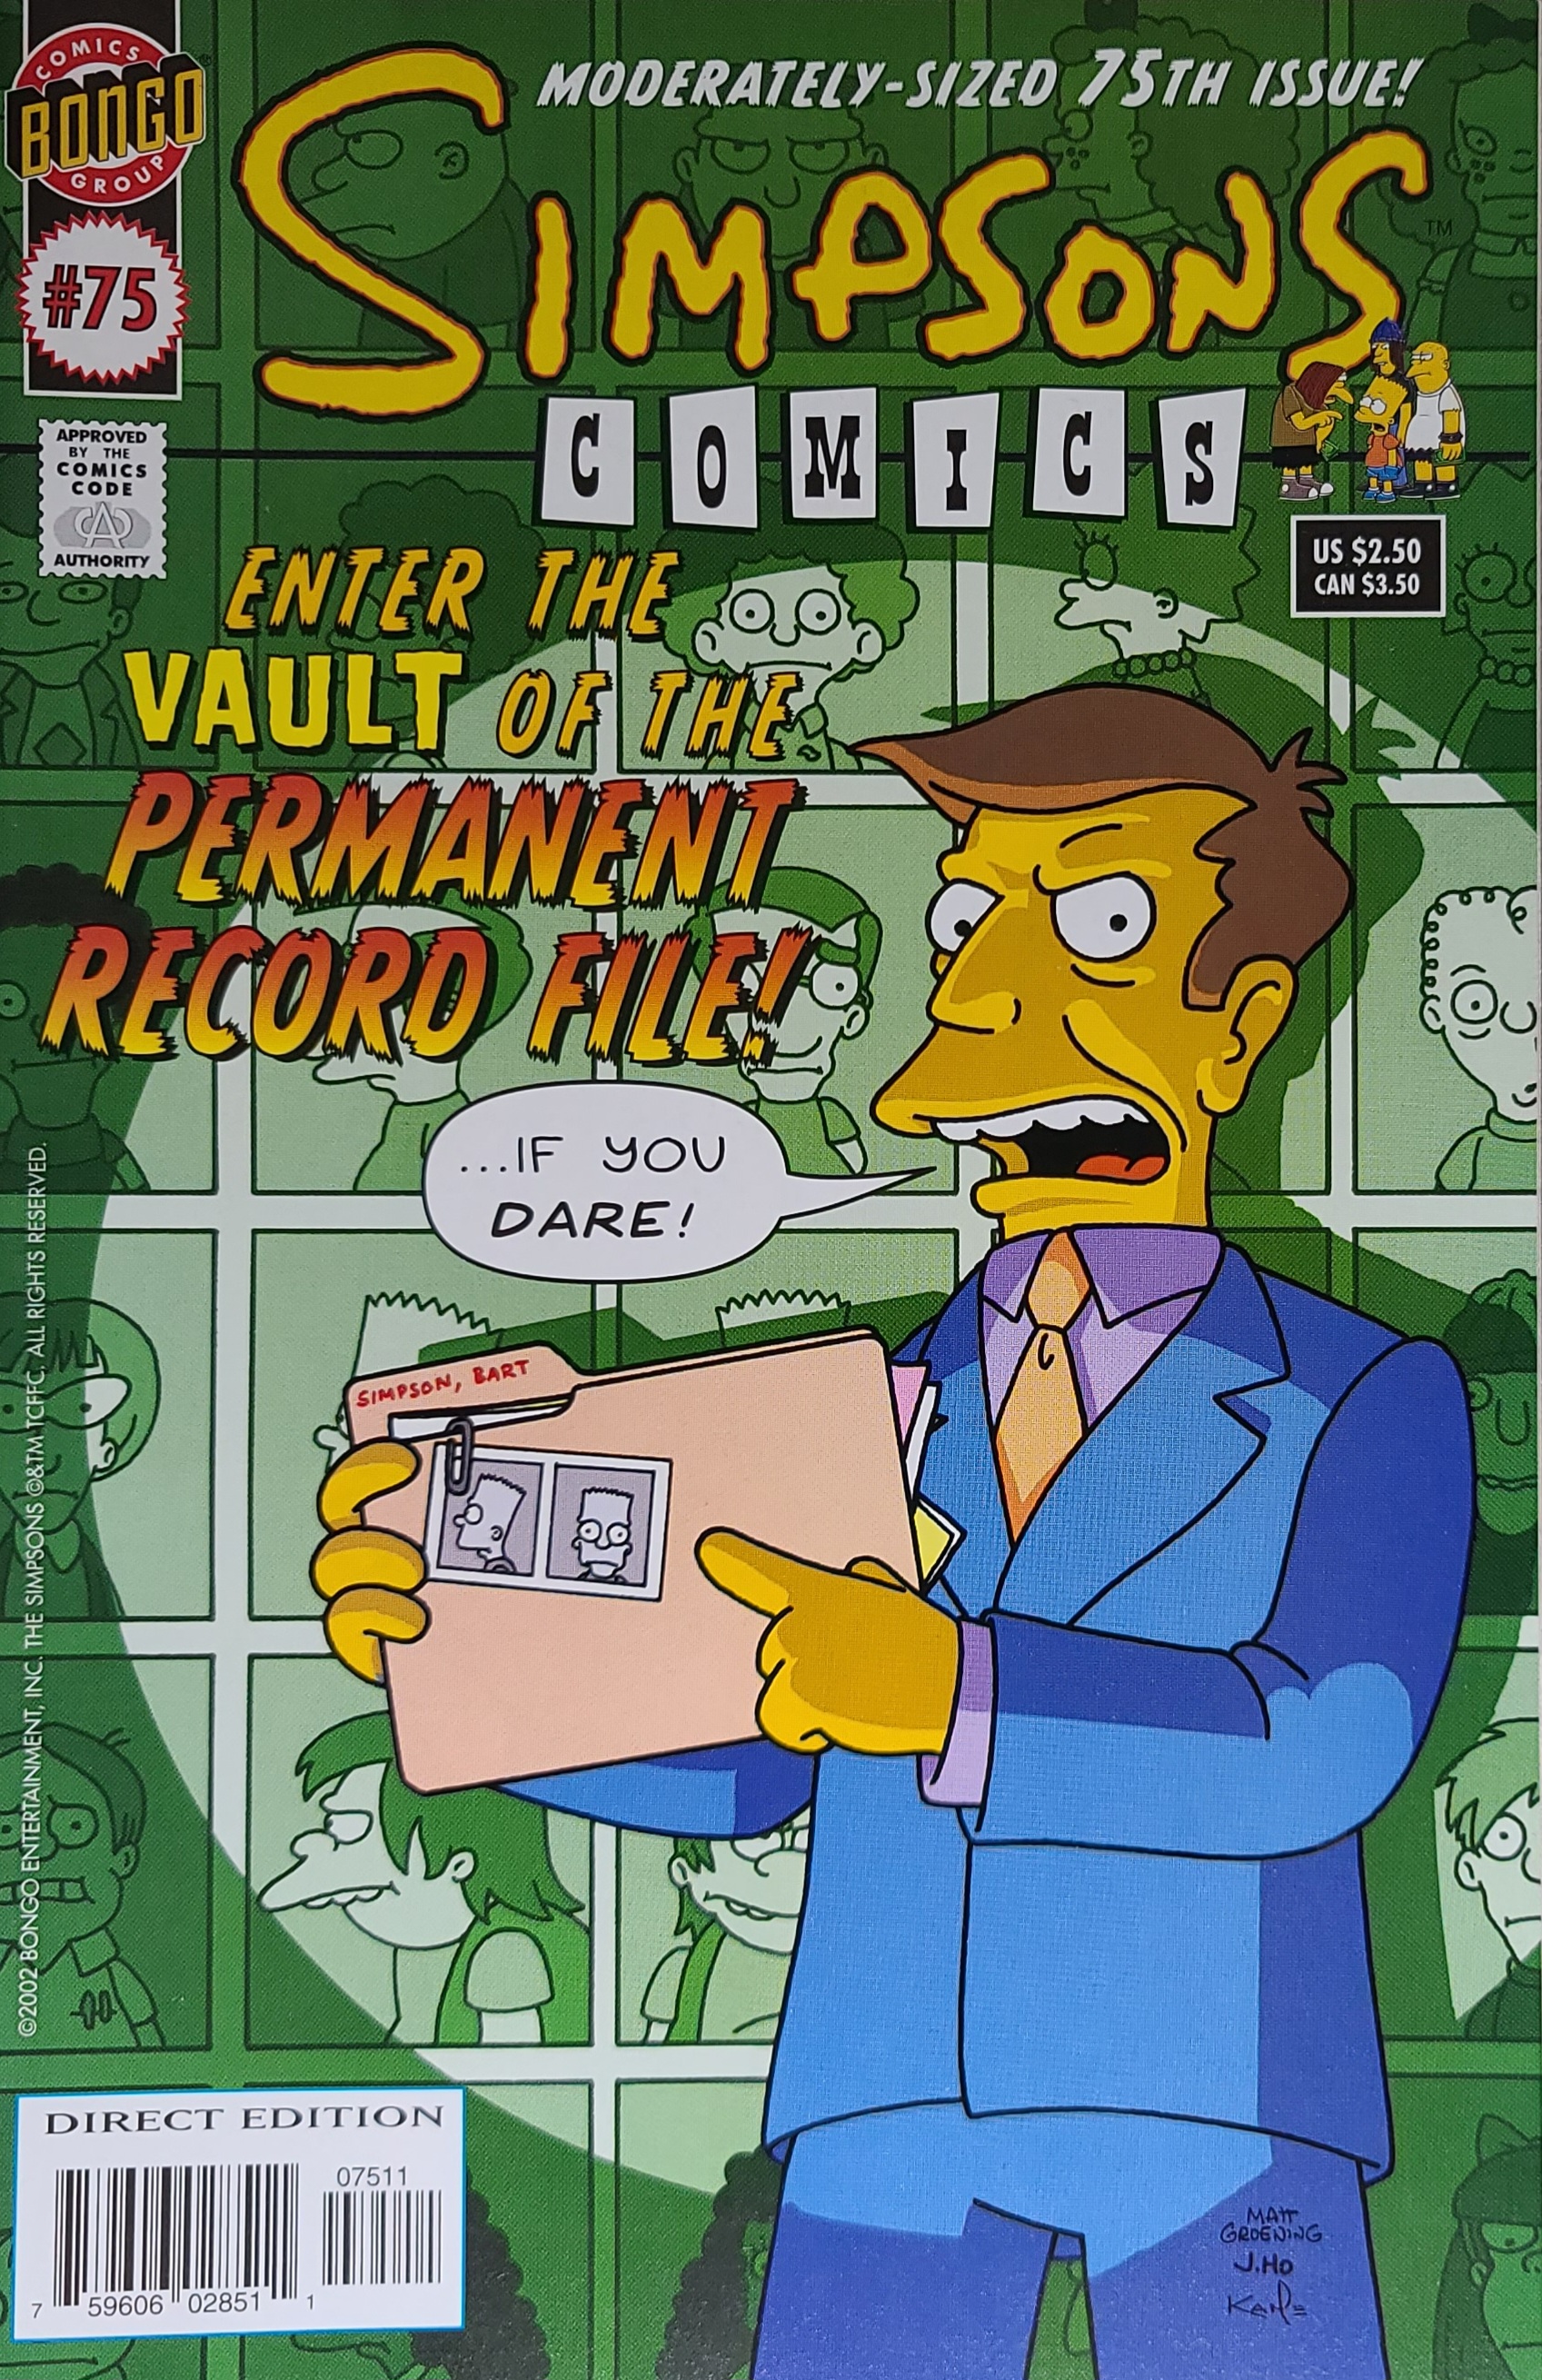 COMICS
BONGO
GROUP
#75
MODERATELY-SIZED 75TH ISSUE!
SIMPSONS
TM
COMICS
APPROVED
BY THE
COMICS
CODE
CA
AUTHORITY
US $2.50
CAN $3.50
ENTER THE
VAULT OF THE
PERMANENT
RECORD FILE!
...IF YOU
DARE!
SIMPSON, BART
©2002 BONGO ENTERTAINMENT, INC. THE SIMPSONS ©&TM TCFFC. ALL RIGHTS RESERVED.
DIRECT EDITION
07511
7 59606 02851 1
MATT
GROENING
J.HO